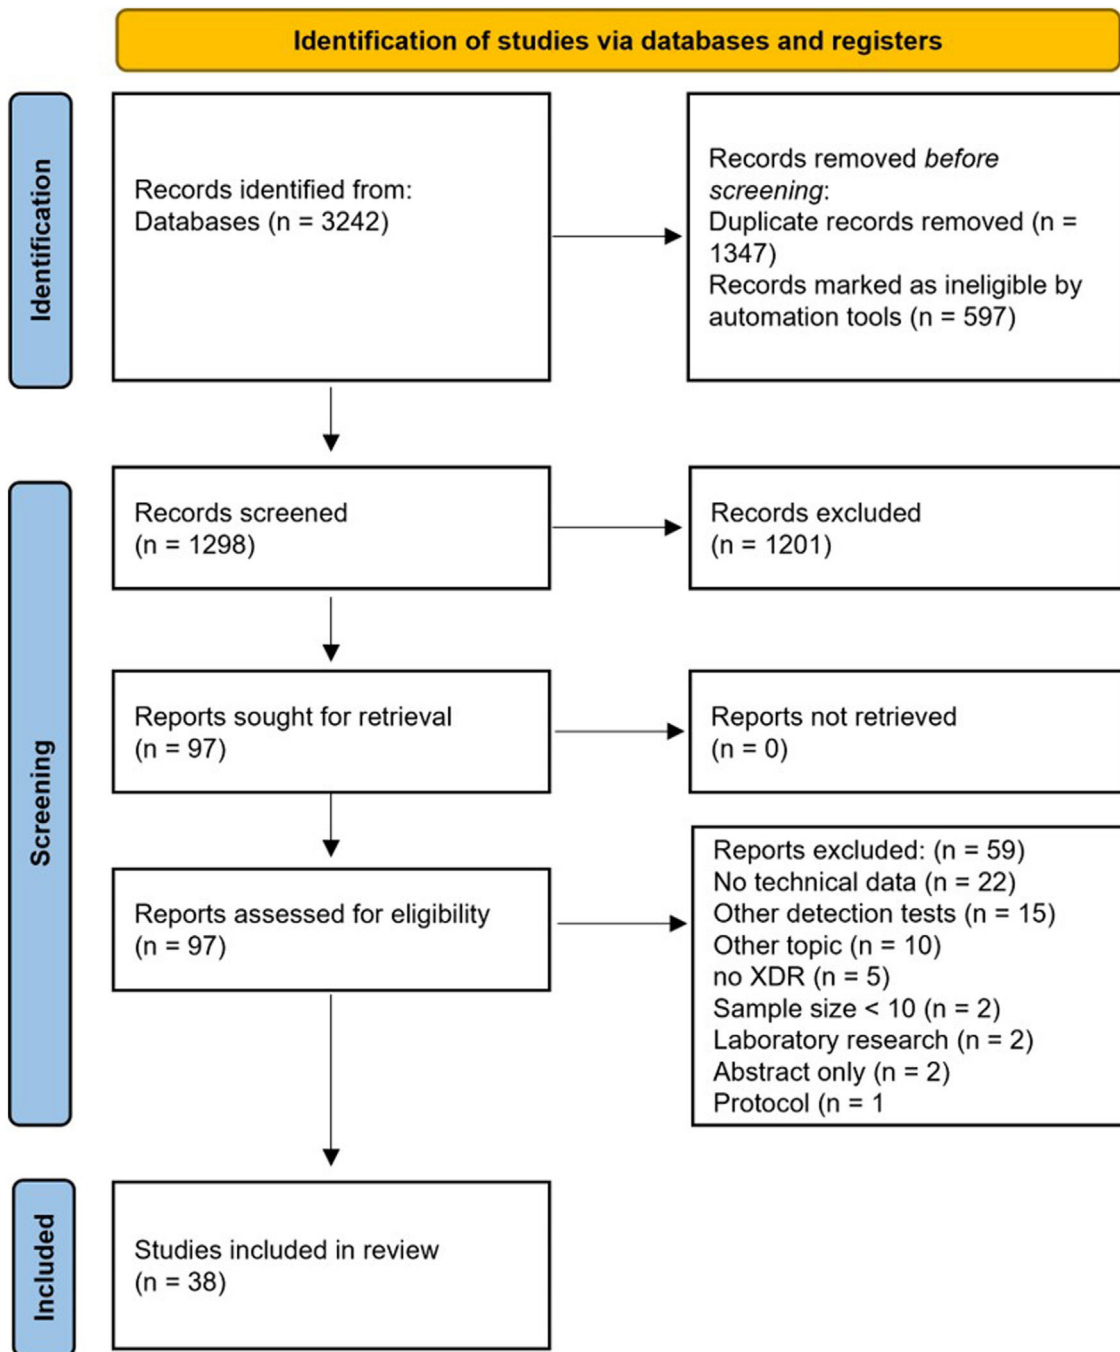 Identification of studies via databases and registers
Identification
Records identified from:
Databases (n = 3242)
Records removed before
screening:
Duplicate records removed (n =
1347)
Records marked as ineligible by
automation tools (n = 597)
Screening
Records screened
(n = 1298)
Records excluded
(n = 1201)
Reports sought for retrieval
(n = 97)
Reports not retrieved
(n = 0)
Reports assessed for eligibility
(n = 97)
Reports excluded: (n = 59)
No technical data (n = 22)
Other detection tests (n = 15)
Other topic (n = 10)
no XDR (n = 5)
Sample size < 10 (n = 2)
Laboratory research (n = 2)
Abstract only (n = 2)
Protocol (n = 1
Included
Studies included in review
(n = 38)